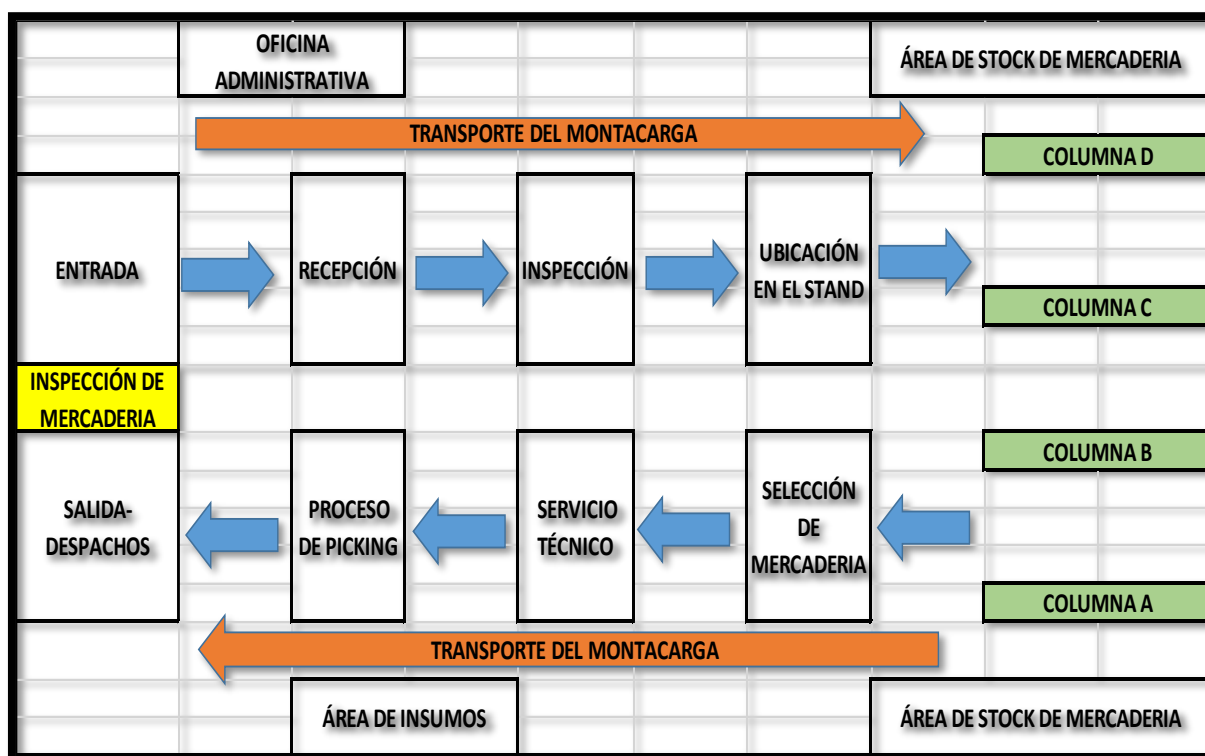 OFICINA
ADMINISTRATIVA
ÁREA DE STOCK DE MERCADERIA
TRANSPORTE DEL MONTACARGA
COLUMNA D
ENTRADA
RECEPCIÓN
INSPECCIÓN
UBICACIÓN
EN EL STAND
COLUMNA C
INSPECCIÓN DE
MERCADERIA
COLUMNA B
SALIDA-
DESPACHOS
PROCESO
DE PICKING
SERVICIO
TÉCNICO
SELECCIÓN
DE
MERCADERIA
COLUMNA A
TRANSPORTE DEL MONTACARGA
ÁREA DE INSUMOS
ÁREA DE STOCK DE MERCADERIA